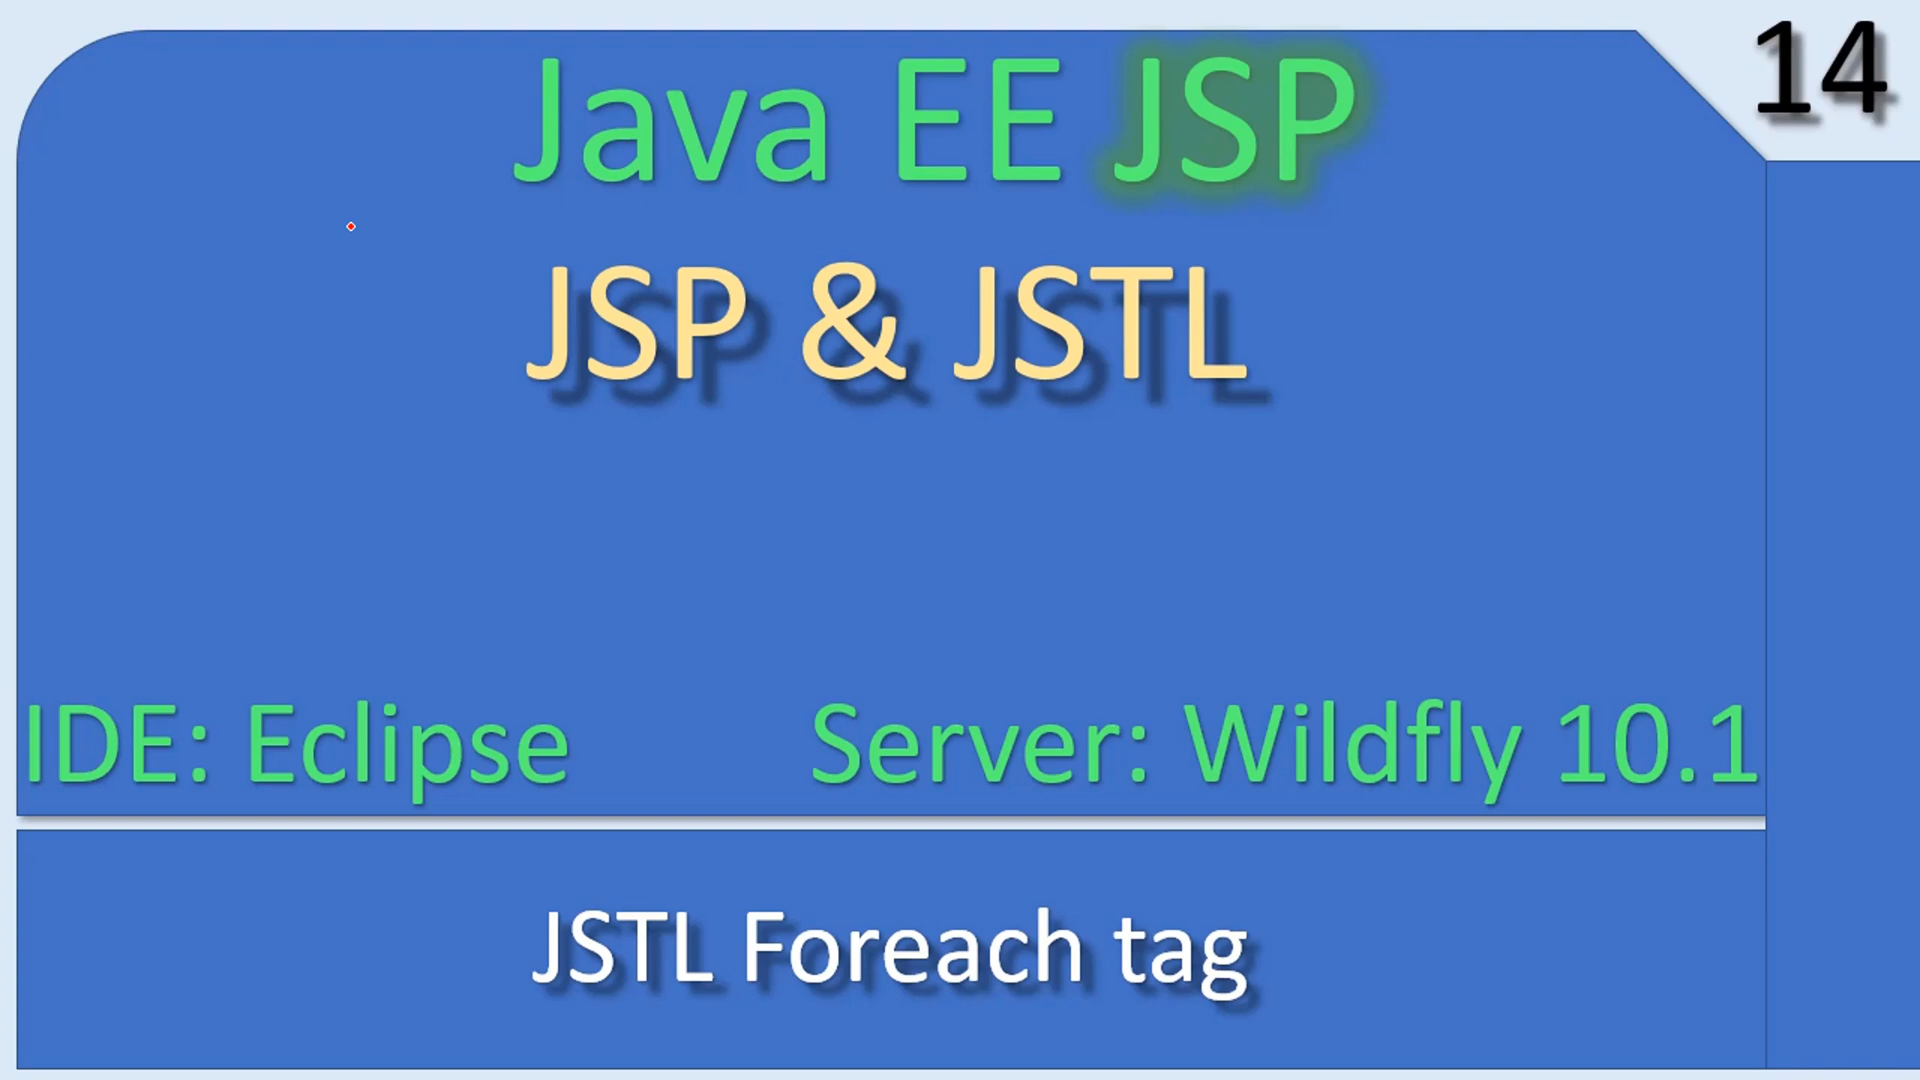 14
Java EE JSP
JSP & JSTL
IDE: Eclipse
Server: Wildfly 10.1
JSTL Foreach tag